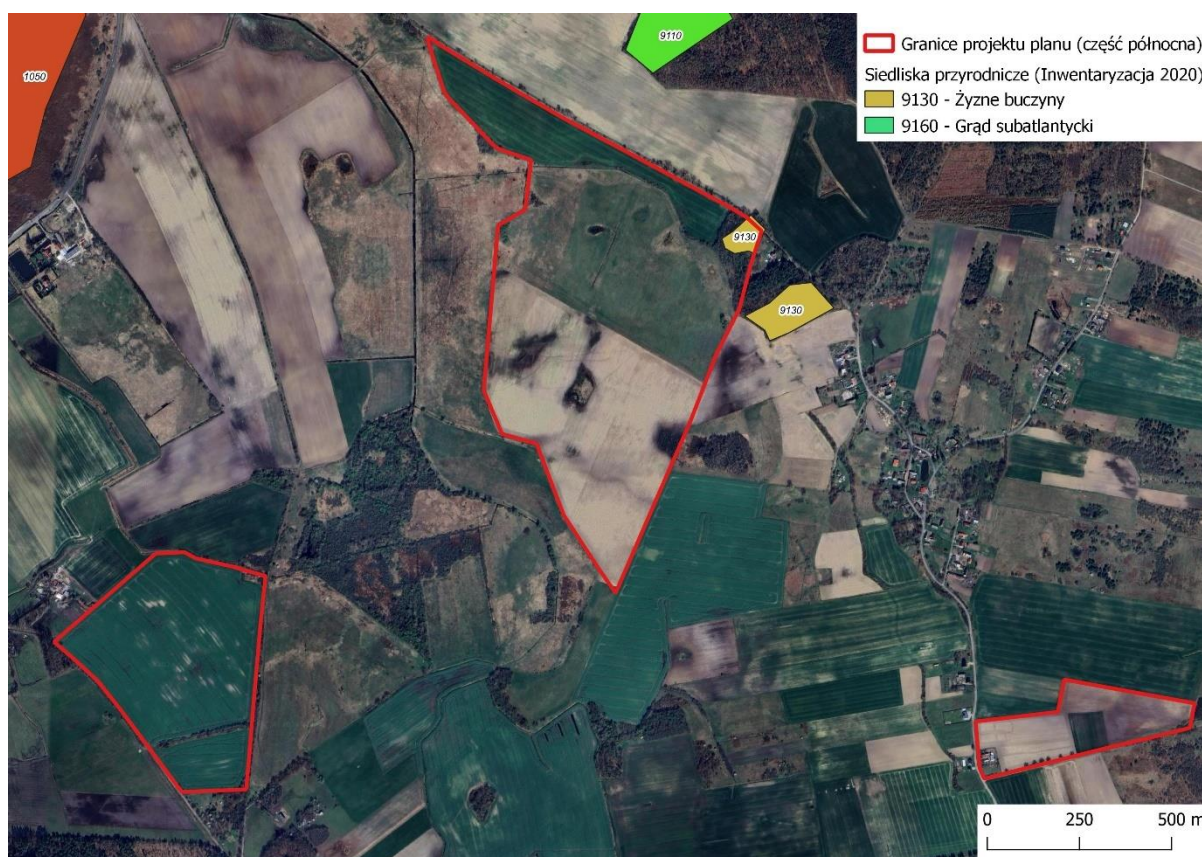 1050
9110
9130
9130
Granice projektu planu (część północna)
Siedliska przyrodnicze (Inwentaryzacja 2020)
9130 - Żyzne buczyny
9160 - Grąd subatlantycki
0 250 500 m